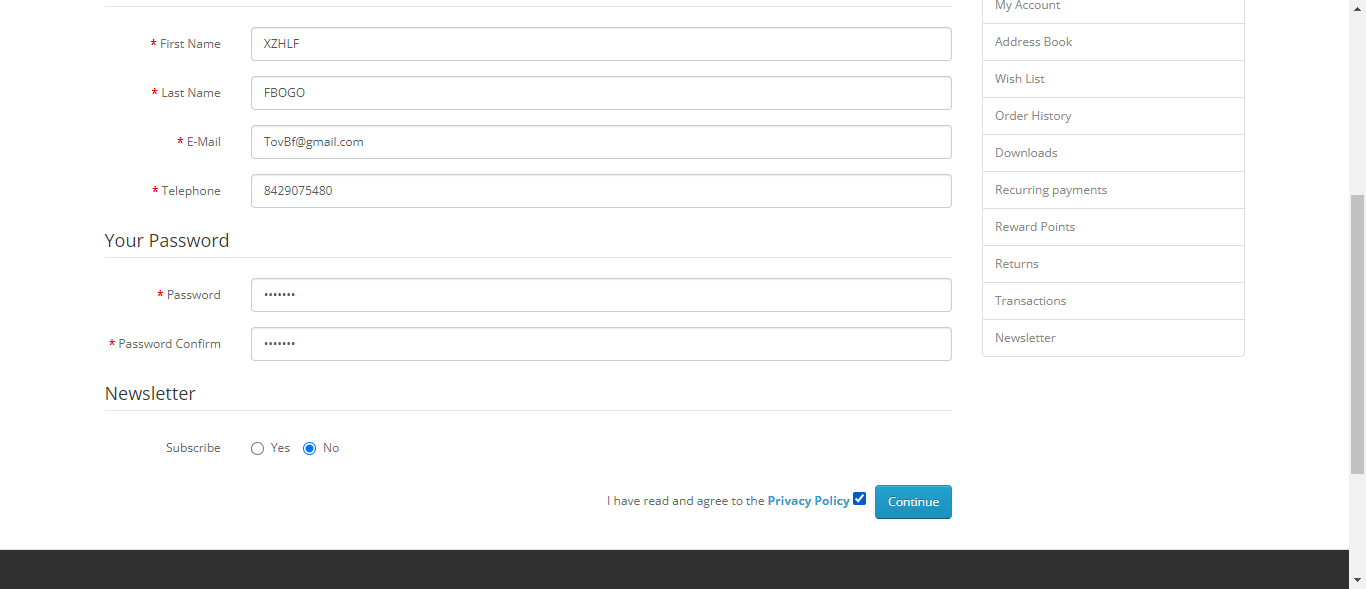 * First Name XZHLF
* Last Name FBOGO
* E-Mail TovBf@gmail.com
* Telephone 8429075480
Your Password
* Password •••••••
* Password Confirm •••••••
Newsletter
Subscribe Yes No
I have read and agree to the Privacy Policy Continue
My Account
Address Book
Wish List
Order History
Downloads
Recurring payments
Reward Points
Returns
Transactions
Newsletter